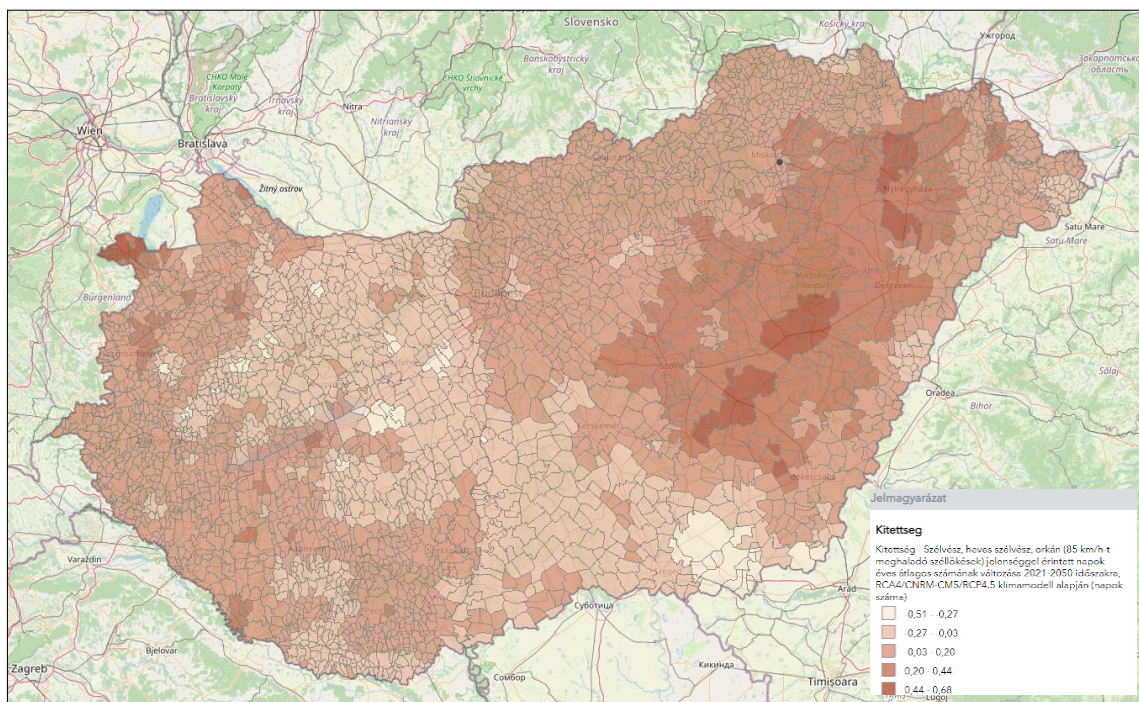 Slovensko
Košický kraj
Ужгород
CHKO Malé
Karpaty
Banskobystrický
kraj
Закарпатська
область
Bratislavský
kraj
Trnavský
kraj
CHKO Štiavnické
vrchy
Nitra
Nitriansky
kraj
Wien
Bratislava
Žitný ostrov
Nyíregyháza
Satu Mare
Satu Mare
Burgenland
Debrecen
Szolnok
Oradea
Sălaj
Bihor
Kecskemét
Békéscsaba
Varaždin
Zagreb
Bjelovar
Суботица
Сомбор
Кикинда
Arad
Timișoara
Lugoj
Jelmagyarázat
Kitettseg
Kitettség - Szélvész, heves szélvész, orkán (85 km/h-t
meghaladó széllökések) jelenséggel érintett napok
éves átlagos számának változása 2021-2050 időszakra,
RCA4/CNRM-CM5/RCP4.5 klímamodell alapján (napok
száma)
-0,51 - -0,27
-0,27 - -0,03
-0,03 - 0,20
0,20 - 0,44
0,44 - 0,68